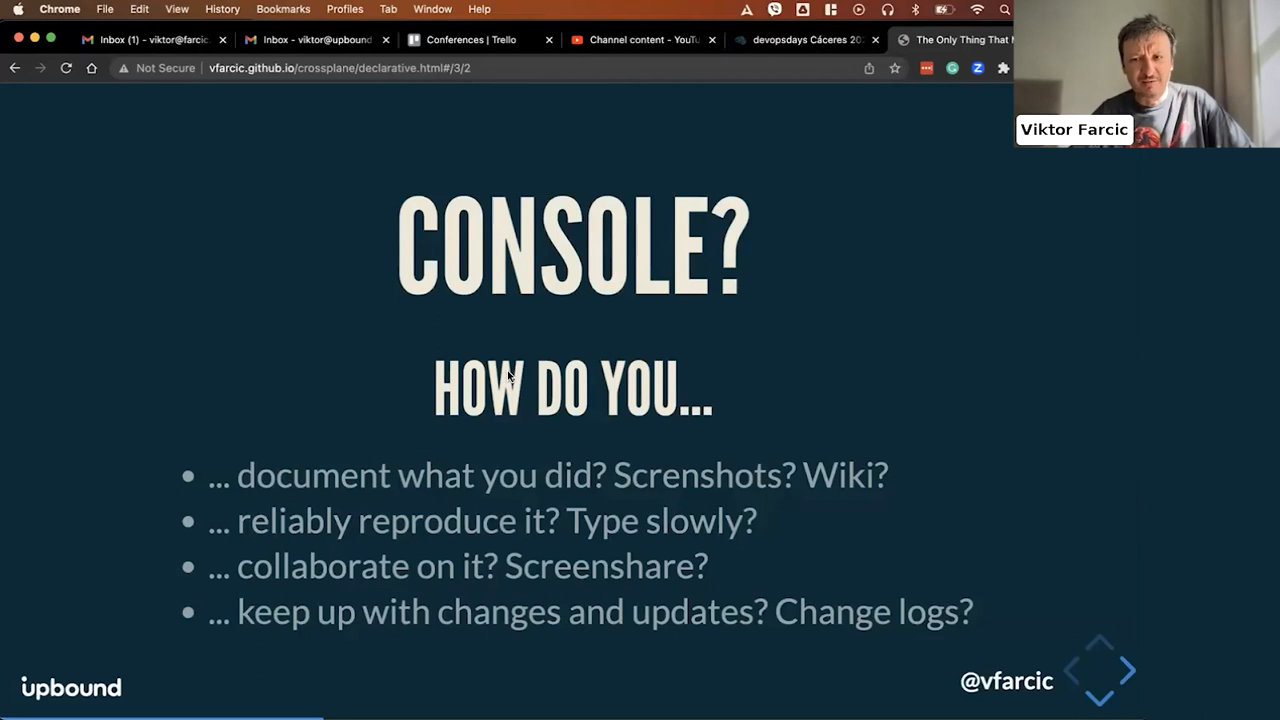 Chrome File Edit View History Bookmarks Profiles Tab Window Help
Inbox (1) - viktor@farcic. Inbox - viktor@upbound Conferences | Trello Channel content - YouTu devopsdays Cáceres 202 The Only Thing That M
Not Secure vfarcic.github.io/crossplane/declarative.html#/3/2
Viktor Farcic
CONSOLE?
HOW DO YOU...
• ... document what you did? Screnshots? Wiki?
• ... reliably reproduce it? Type slowly?
• ... collaborate on it? Screenshare?
• ... keep up with changes and updates? Change logs?
upbound
@vfarcic